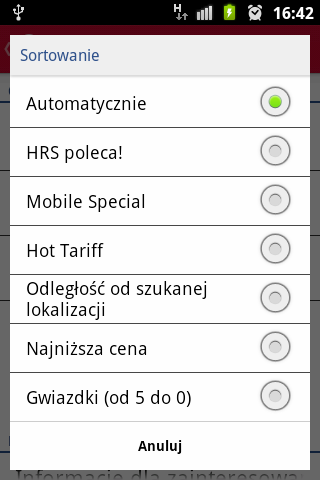 H
16:42
Sortowanie
Automatycznie
HRS poleca!
Mobile Special
Hot Tariff
Odległość od szukanej
lokalizacji
Najniższa cena
Gwiazdki (od 5 do 0)
Anuluj
Informacje dla zainteresowa